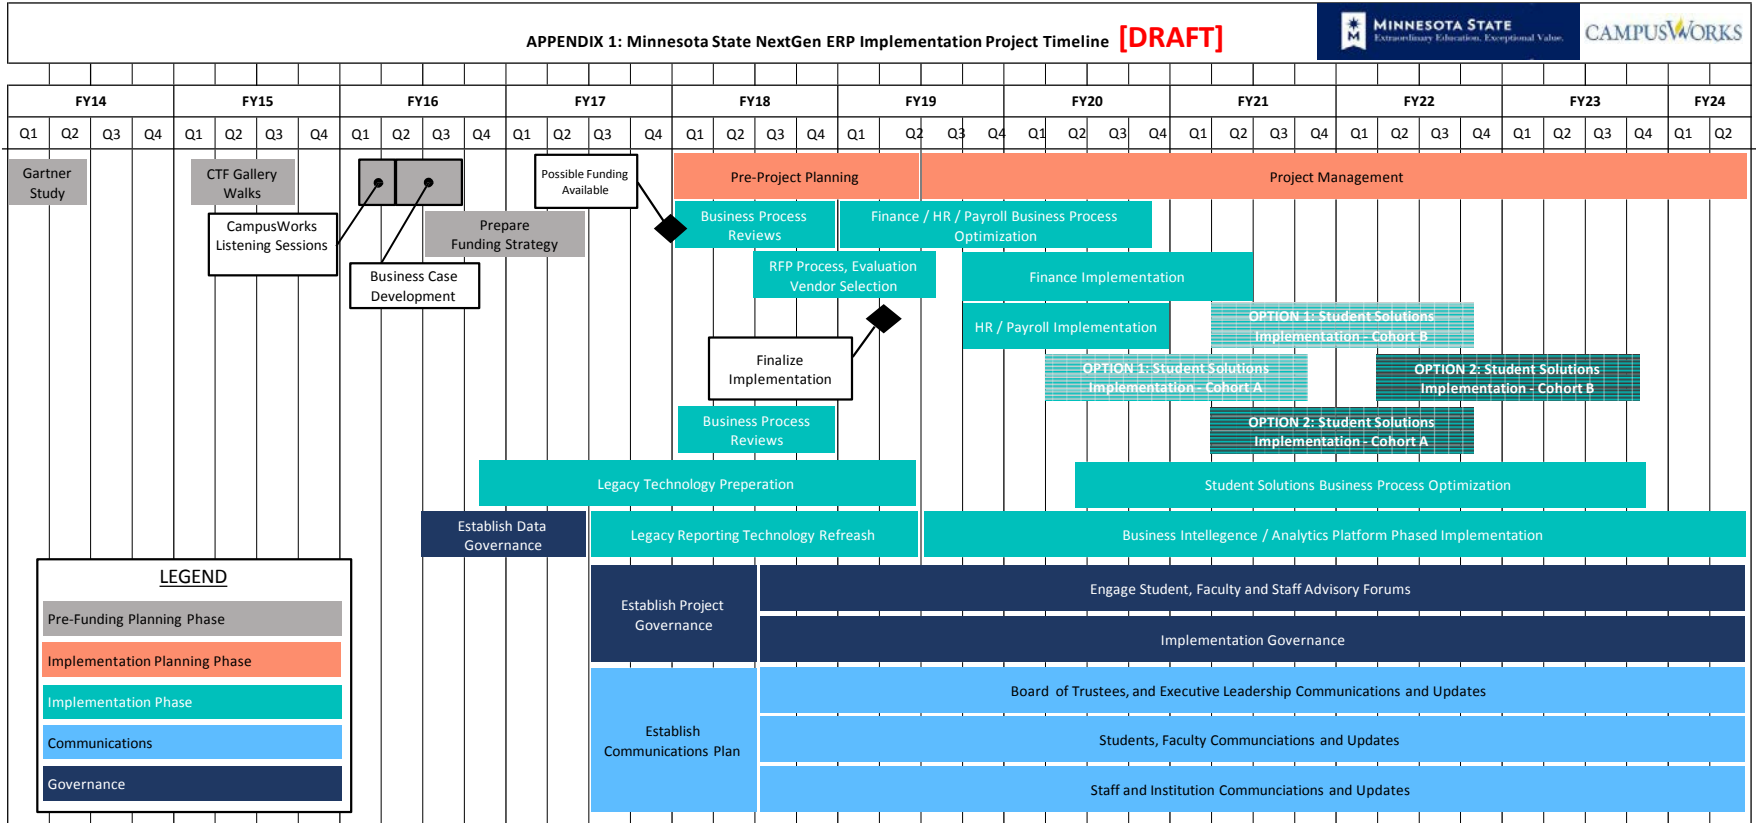 APPENDIX 1: Minnesota State NextGen ERP Implementation Project Timeline [DRAFT]
MINNESOTA STATE
Extraordinary Education. Exceptional Value.
CAMPUSWORKS
FY14 FY15 FY16 FY17 FY18 FY19 FY20 FY21 FY22 FY23 FY24
Q1 Q2 Q3 Q4 Q1 Q2 Q3 Q4 Q1 Q2 Q3 Q4 Q1 Q2 Q3 Q4 Q1 Q2 Q3 Q4 Q1 Q2 Q3 Q4 Q1 Q2 Q3 Q4 Q1 Q2 Q3 Q4 Q1 Q2 Q3 Q4 Q1 Q2 Q3 Q4 Q1 Q2
Gartner
Study
CTF Gallery
Walks
CampusWorks
Listening Sessions
Business Case
Development
Prepare
Funding Strategy
Possible Funding
Available
Pre-Project Planning
Project Management
Business Process
Reviews
Finance / HR / Payroll Business Process
Optimization
RFP Process, Evaluation
Vendor Selection
Finance Implementation
HR / Payroll Implementation
OPTION 1: Student Solutions
Implementation - Cohort B
Finalize
Implementation
OPTION 1: Student Solutions
Implementation - Cohort A
OPTION 2: Student Solutions
Implementation - Cohort B
Business Process
Reviews
OPTION 2: Student Solutions
Implementation - Cohort A
Legacy Technology Preperation
Student Solutions Business Process Optimization
Establish Data
Governance
Legacy Reporting Technology Refreash
Business Intellegence / Analytics Platform Phased Implementation
Establish Project
Governance
Engage Student, Faculty and Staff Advisory Forums
Implementation Governance
Establish
Communications Plan
Board of Trustees, and Executive Leadership Communications and Updates
Students, Faculty Communciations and Updates
Staff and Institution Communciations and Updates
LEGEND
Pre-Funding Planning Phase
Implementation Planning Phase
Implementation Phase
Communications
Governance